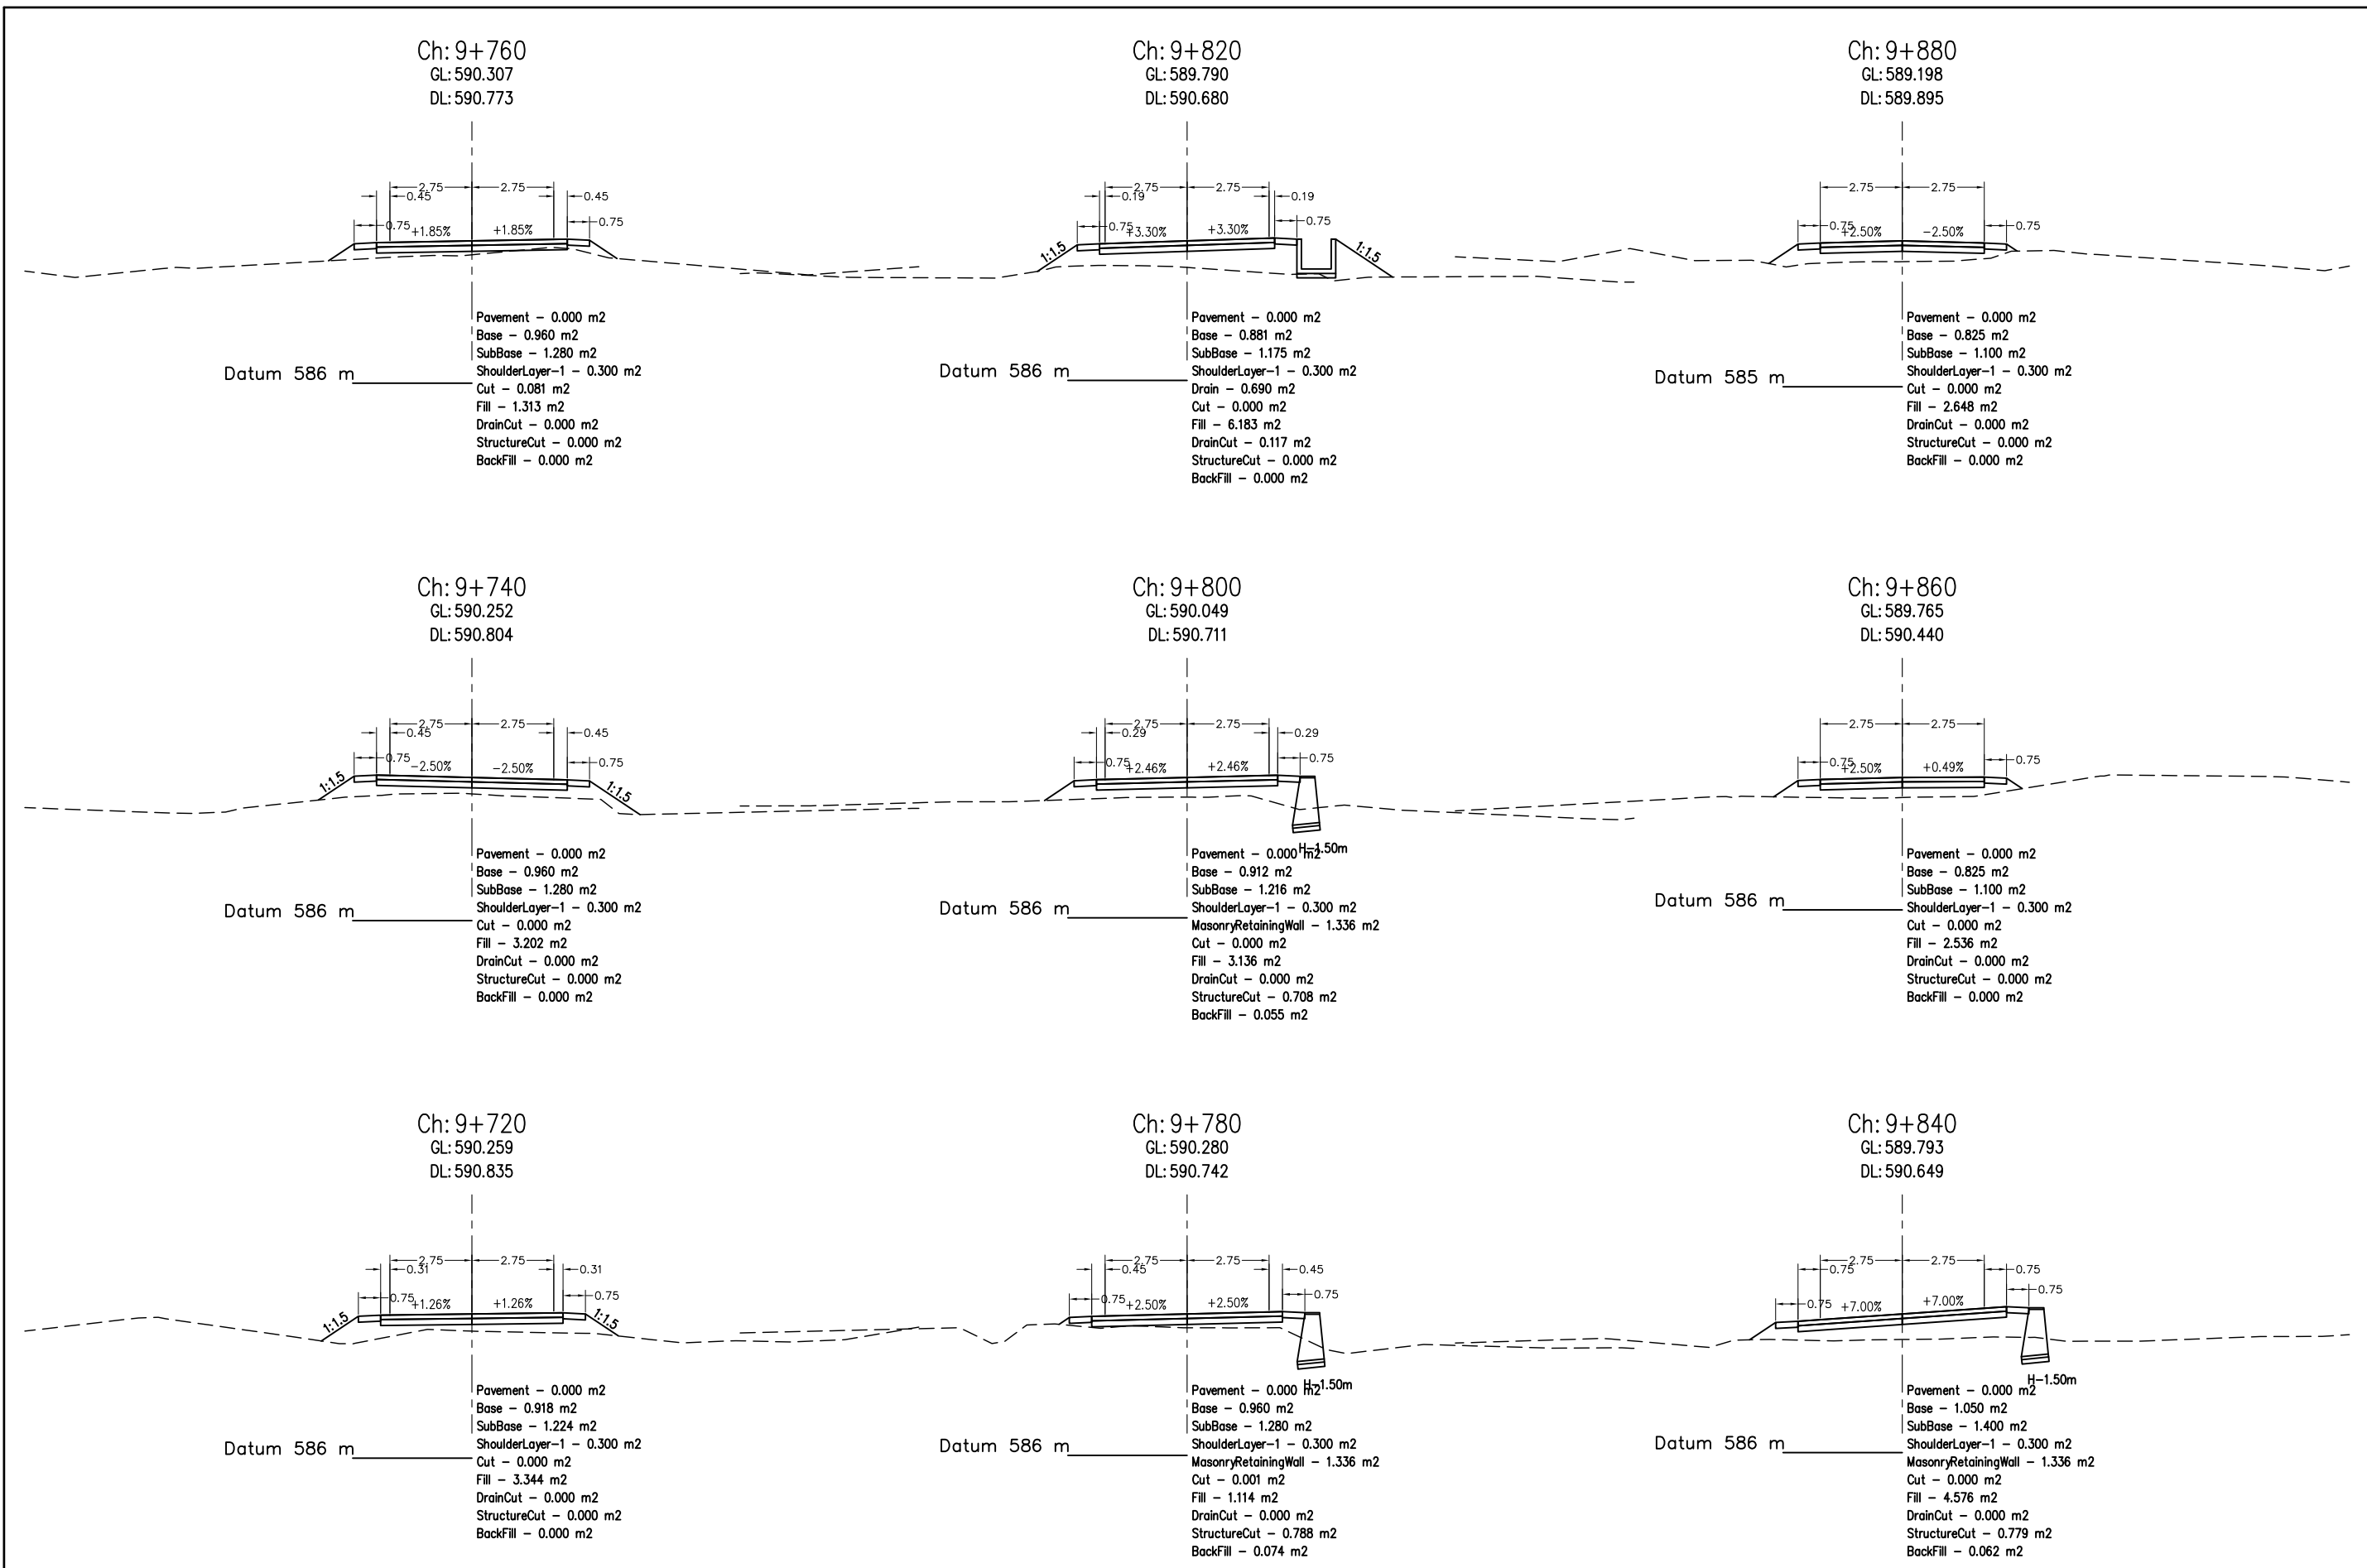 Ch: 9+760
GL: 590.307
DL: 590.773
2.75 2.75
0.45 0.45
0.75 +1.85% +1.85% 0.75
Pavement - 0.000 m2
Base - 0.960 m2
SubBase - 1.280 m2
ShoulderLayer-1 - 0.300 m2
Cut - 0.081 m2
Fill - 1.313 m2
DrainCut - 0.000 m2
StructureCut - 0.000 m2
BackFill - 0.000 m2
Datum 586 m
Ch: 9+820
GL: 589.790
DL: 590.680
2.75 2.75
0.19 0.19
0.75 +3.30% +3.30% 0.75
1:1.5 1:1.5
Pavement - 0.000 m2
Base - 0.881 m2
SubBase - 1.175 m2
ShoulderLayer-1 - 0.300 m2
Drain - 0.690 m2
Cut - 0.000 m2
Fill - 6.183 m2
DrainCut - 0.117 m2
StructureCut - 0.000 m2
BackFill - 0.000 m2
Datum 586 m
Ch: 9+880
GL: 589.198
DL: 589.895
2.75 2.75
0.75 +2.50% -2.50% 0.75
Pavement - 0.000 m2
Base - 0.825 m2
SubBase - 1.100 m2
ShoulderLayer-1 - 0.300 m2
Cut - 0.000 m2
Fill - 2.648 m2
DrainCut - 0.000 m2
StructureCut - 0.000 m2
BackFill - 0.000 m2
Datum 585 m
Ch: 9+740
GL: 590.252
DL: 590.804
2.75 2.75
0.45 0.45
0.75 -2.50% -2.50% 0.75
1:1.5 1:1.5
Pavement - 0.000 m2
Base - 0.960 m2
SubBase - 1.280 m2
ShoulderLayer-1 - 0.300 m2
Cut - 0.000 m2
Fill - 3.202 m2
DrainCut - 0.000 m2
StructureCut - 0.000 m2
BackFill - 0.000 m2
Datum 586 m
Ch: 9+800
GL: 590.049
DL: 590.711
2.75 2.75
0.29 0.29
0.75 +2.46% +2.46% 0.75
H-1.50m
Pavement - 0.000 m2
Base - 0.912 m2
SubBase - 1.216 m2
ShoulderLayer-1 - 0.300 m2
MasonryRetainingWall - 1.336 m2
Cut - 0.000 m2
Fill - 3.136 m2
DrainCut - 0.000 m2
StructureCut - 0.708 m2
BackFill - 0.055 m2
Datum 586 m
Ch: 9+860
GL: 589.765
DL: 590.440
2.75 2.75
0.75 +2.50% +0.49% 0.75
Pavement - 0.000 m2
Base - 0.825 m2
SubBase - 1.100 m2
ShoulderLayer-1 - 0.300 m2
Cut - 0.000 m2
Fill - 2.536 m2
DrainCut - 0.000 m2
StructureCut - 0.000 m2
BackFill - 0.000 m2
Datum 586 m
Ch: 9+720
GL: 590.259
DL: 590.835
2.75 2.75
0.31 0.31
0.75 +1.26% +1.26% 0.75
1:1.5 1:1.5
Pavement - 0.000 m2
Base - 0.918 m2
SubBase - 1.224 m2
ShoulderLayer-1 - 0.300 m2
Cut - 0.000 m2
Fill - 3.344 m2
DrainCut - 0.000 m2
StructureCut - 0.000 m2
BackFill - 0.000 m2
Datum 586 m
Ch: 9+780
GL: 590.280
DL: 590.742
2.75 2.75
0.45 0.45
0.75 +2.50% +2.50% 0.75
H-1.50m
Pavement - 0.000 m2
Base - 0.960 m2
SubBase - 1.280 m2
ShoulderLayer-1 - 0.300 m2
MasonryRetainingWall - 1.336 m2
Cut - 0.001 m2
Fill - 1.114 m2
DrainCut - 0.000 m2
StructureCut - 0.788 m2
BackFill - 0.074 m2
Datum 586 m
Ch: 9+840
GL: 589.793
DL: 590.649
2.75 2.75
0.75 0.75
0.75 +7.00% +7.00% 0.75
H-1.50m
Pavement - 0.000 m2
Base - 1.050 m2
SubBase - 1.400 m2
ShoulderLayer-1 - 0.300 m2
MasonryRetainingWall - 1.336 m2
Cut - 0.000 m2
Fill - 4.576 m2
DrainCut - 0.000 m2
StructureCut - 0.779 m2
BackFill - 0.062 m2
Datum 586 m